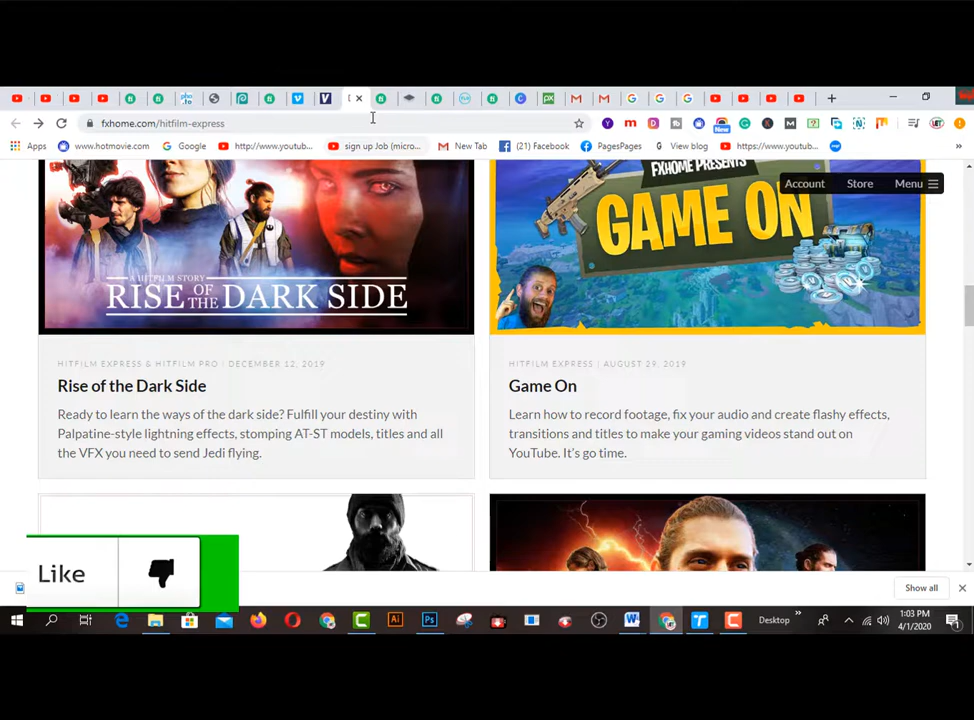 fxhome.com/hitfilm-express
New
Apps
www.hotmovie.com
Google
http://www.youtub...
sign up Job (micro...
New Tab
(21) Facebook
PagesPages
View blog
https://www.youtub...
»
FXHOME PRESENTS
GAME ON
Account
Store
Menu
A HITFILM STORY
RISE OF THE DARK SIDE
HITFILM EXPRESS & HITFILM PRO | DECEMBER 12, 2019
Rise of the Dark Side
Ready to learn the ways of the dark side? Fulfill your destiny with
Palpatine-style lightning effects, stomping AT-ST models, titles and all
the VFX you need to send Jedi flying.
HITFILM EXPRESS | AUGUST 29, 2019
Game On
Learn how to record footage, fix your audio and create flashy effects,
transitions and titles to make your gaming videos stand out on
YouTube. It's go time.
Like
Show all
Desktop
1:03 PM
4/1/2020